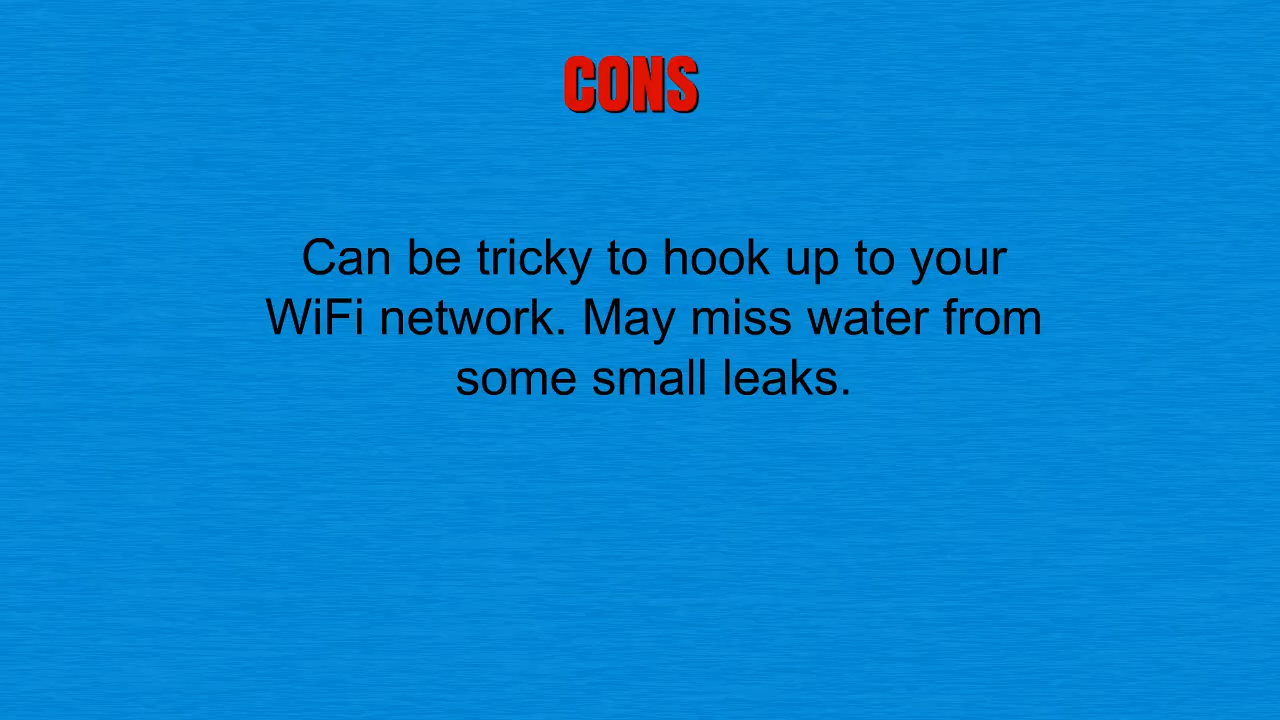 CONS
Can be tricky to hook up to your
WiFi network. May miss water from
some small leaks.